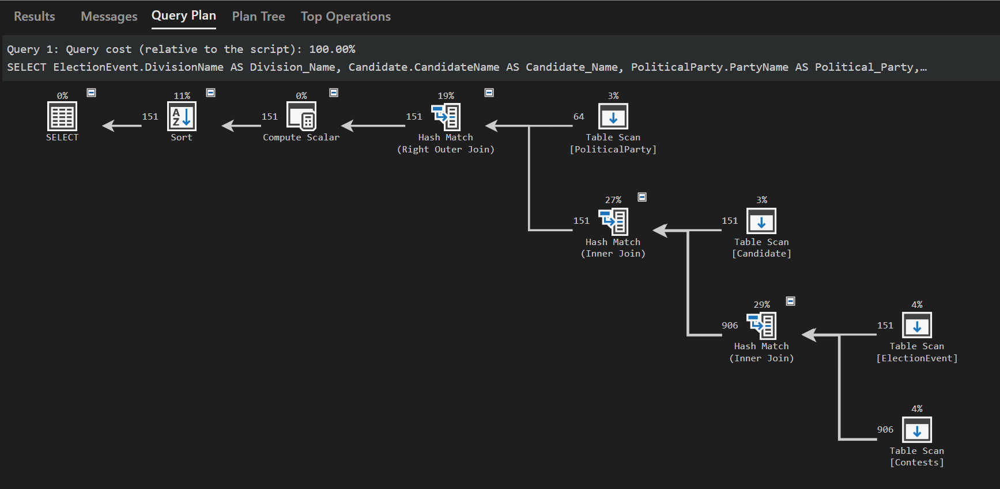 Results Messages Query Plan Plan Tree Top Operations
Query 1: Query cost (relative to the script): 100.00%
SELECT ElectionEvent.DivisionName AS Division_Name, Candidate.CandidateName AS Candidate_Name, PoliticalParty.PartyName AS Political_Party,…
0% 11% 0% 19% 3%
151 151 151 64
SELECT Sort Compute Scalar Hash Match Table Scan
(Right Outer Join) [PoliticalParty]
27% 3%
151 151
Hash Match Table Scan
(Inner Join) [Candidate]
29% 4%
906 151
Hash Match Table Scan
(Inner Join) [ElectionEvent]
4%
906
Table Scan
[Contests]